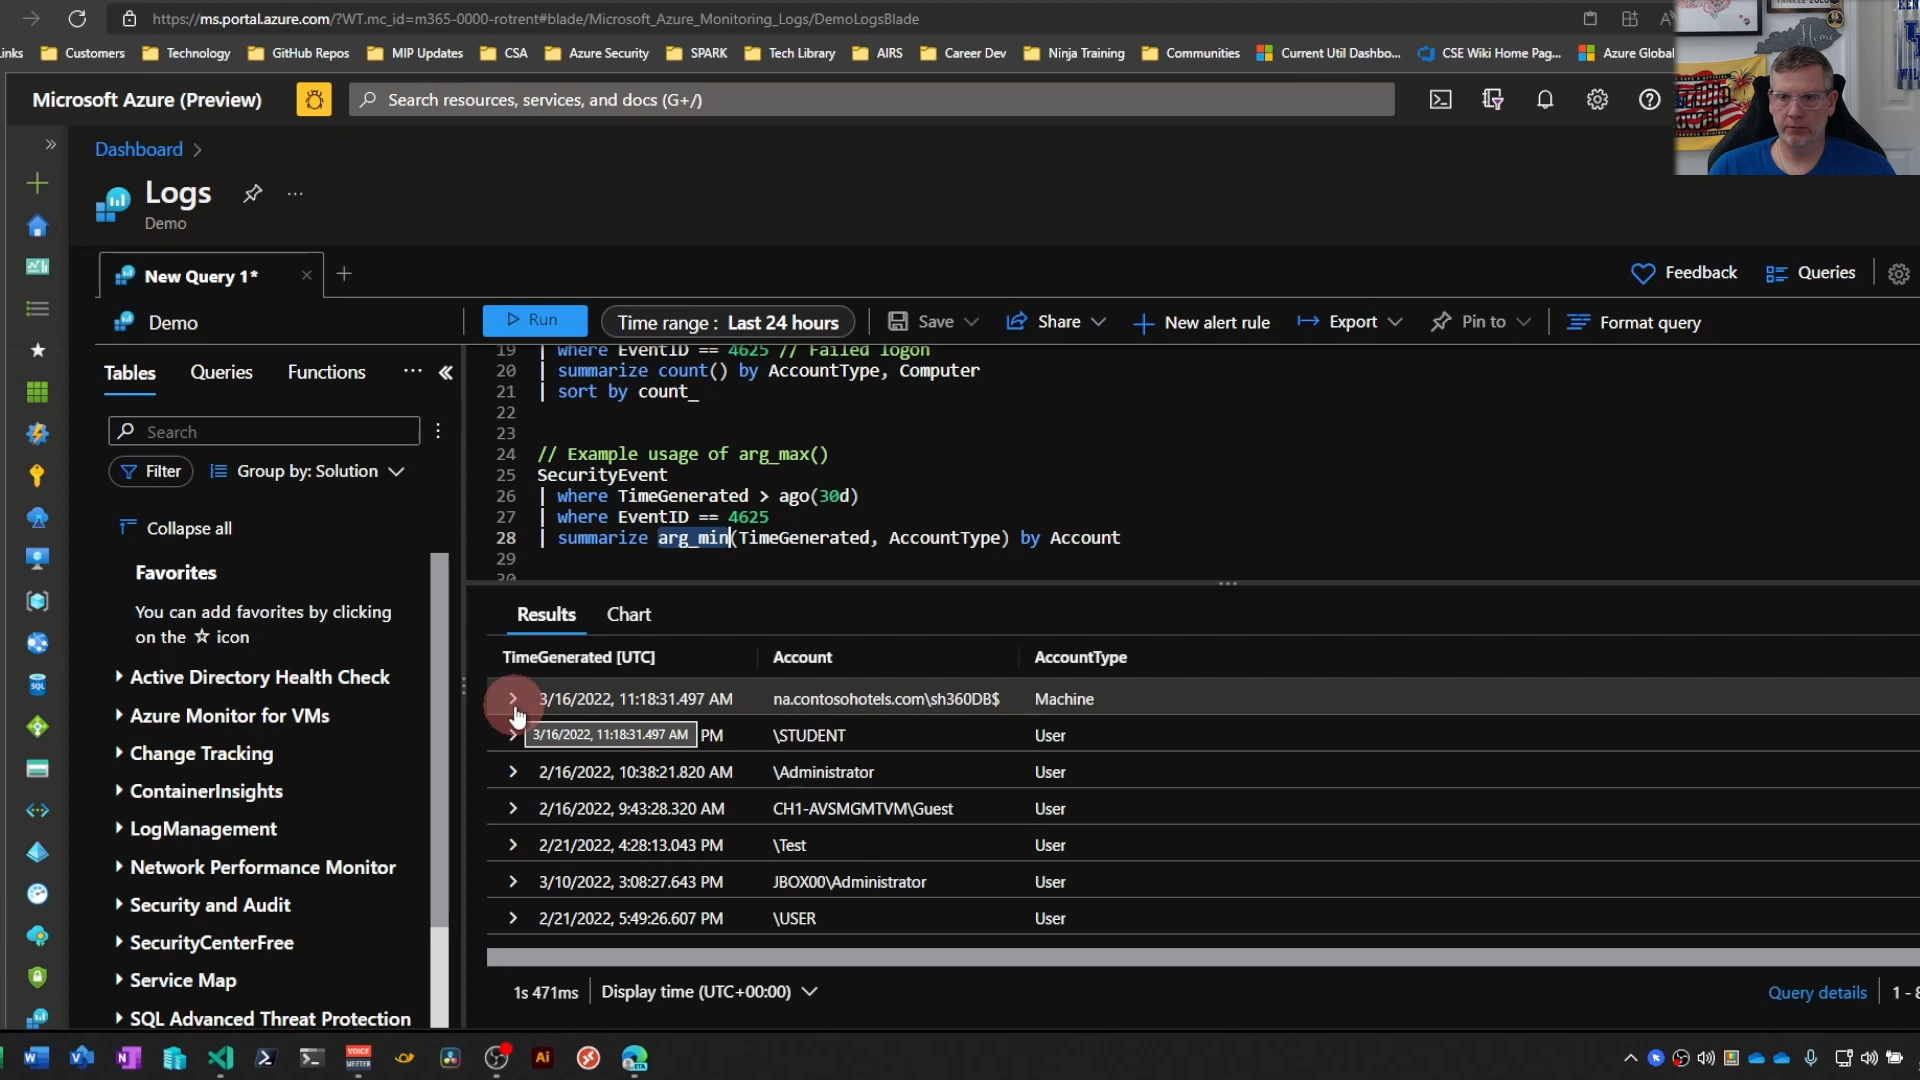 https://ms.portal.azure.com/?WT.mc_id=m365-0000-rotrent#blade/Microsoft_Azure_Monitoring_Logs/DemoLogsBlade
inks Customers Technology GitHub Repos MIP Updates CSA Azure Security SPARK Tech Library AIRS Career Dev Ninja Training Communities Current Util Dashbo... CSE Wiki Home Pag... Azure Global
Microsoft Azure (Preview)
Search resources, services, and docs (G+/)
Dashboard
Logs
Demo
New Query 1*
Feedback
Queries
Demo
Run
Time range : Last 24 hours
Save
Share
New alert rule
Export
Pin to
Format query
Tables
Queries
Functions
Search
Filter
Group by: Solution
Collapse all
Favorites
You can add favorites by clicking
on the ☆ icon
Active Directory Health Check
Azure Monitor for VMs
Change Tracking
ContainerInsights
LogManagement
Network Performance Monitor
Security and Audit
SecurityCenterFree
Service Map
SQL Advanced Threat Protection
19 | where EventID == 4625 // Failed logon
20 | summarize count() by AccountType, Computer
21 | sort by count_
22
23
24 // Example usage of arg_max()
25 SecurityEvent
26 | where TimeGenerated > ago(30d)
27 | where EventID == 4625
28 | summarize arg_min(TimeGenerated, AccountType) by Account
29
30
Results
Chart
TimeGenerated [UTC] Account AccountType
3/16/2022, 11:18:31.497 AM na.contosohotels.com\sh360DB$ Machine
3/16/2022, 11:18:31.497 AM PM \STUDENT User
2/16/2022, 10:38:21.820 AM \Administrator User
2/16/2022, 9:43:28.320 AM CH1-AVSMGMTVM\Guest User
2/21/2022, 4:28:13.043 PM \Test User
3/10/2022, 3:08:27.643 PM JBOX00\Administrator User
2/21/2022, 5:49:26.607 PM \USER User
1s 471ms
Display time (UTC+00:00)
Query details
1 - 8
VOICE
MEETER
Ai